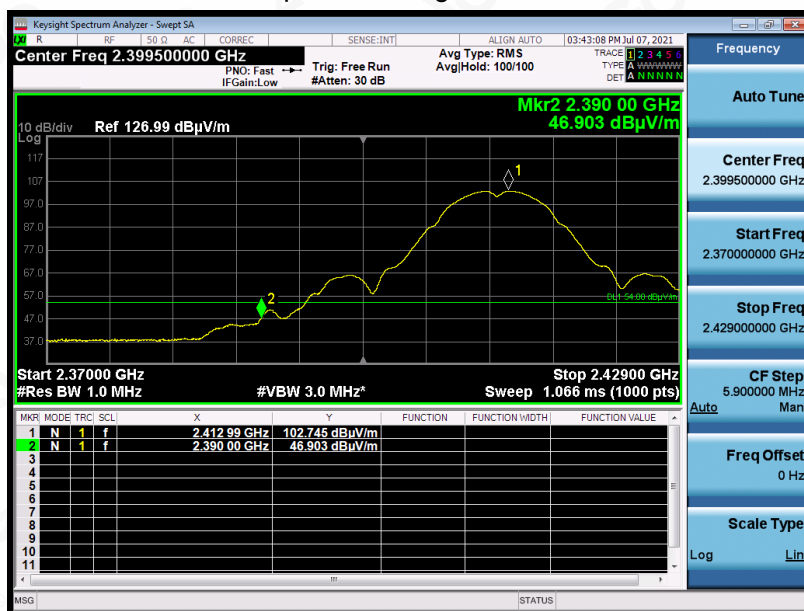 Keysight Spectrum Analyzer - Swept SA
LXI R RF 50 Ω AC CORREC SENSE:INT ALIGN AUTO 03:43:08 PM Jul 07, 2021
Center Freq 2.399500000 GHz
PNO: Fast
IFGain:Low
Trig: Free Run
#Atten: 30 dB
Avg Type: RMS
Avg|Hold: 100/100
TRACE 1 2 3 4 5 6
TYPE A WWWWW
DET A N N N N N
Mkr2 2.390 00 GHz
46.903 dBµV/m
10 dB/div Ref 126.99 dBµV/m
Log
117
107
97.0
87.0
77.0
67.0
57.0
47.0
37.0
1
2
DL1 54.00 dBµV/m
Start 2.37000 GHz Stop 2.42900 GHz
#Res BW 1.0 MHz #VBW 3.0 MHz* Sweep 1.066 ms (1000 pts)
MKR MODE TRC SCL X Y FUNCTION FUNCTION WIDTH FUNCTION VALUE
1 N 1 f 2.412 99 GHz 102.745 dBµV/m
2 N 1 f 2.390 00 GHz 46.903 dBµV/m
3
4
5
6
7
8
9
10
11
MSG STATUS
Frequency
Auto Tune
Center Freq
2.399500000 GHz
Start Freq
2.370000000 GHz
Stop Freq
2.429000000 GHz
CF Step
5.900000 MHz
Auto Man
Freq Offset
0 Hz
Scale Type
Log Lin